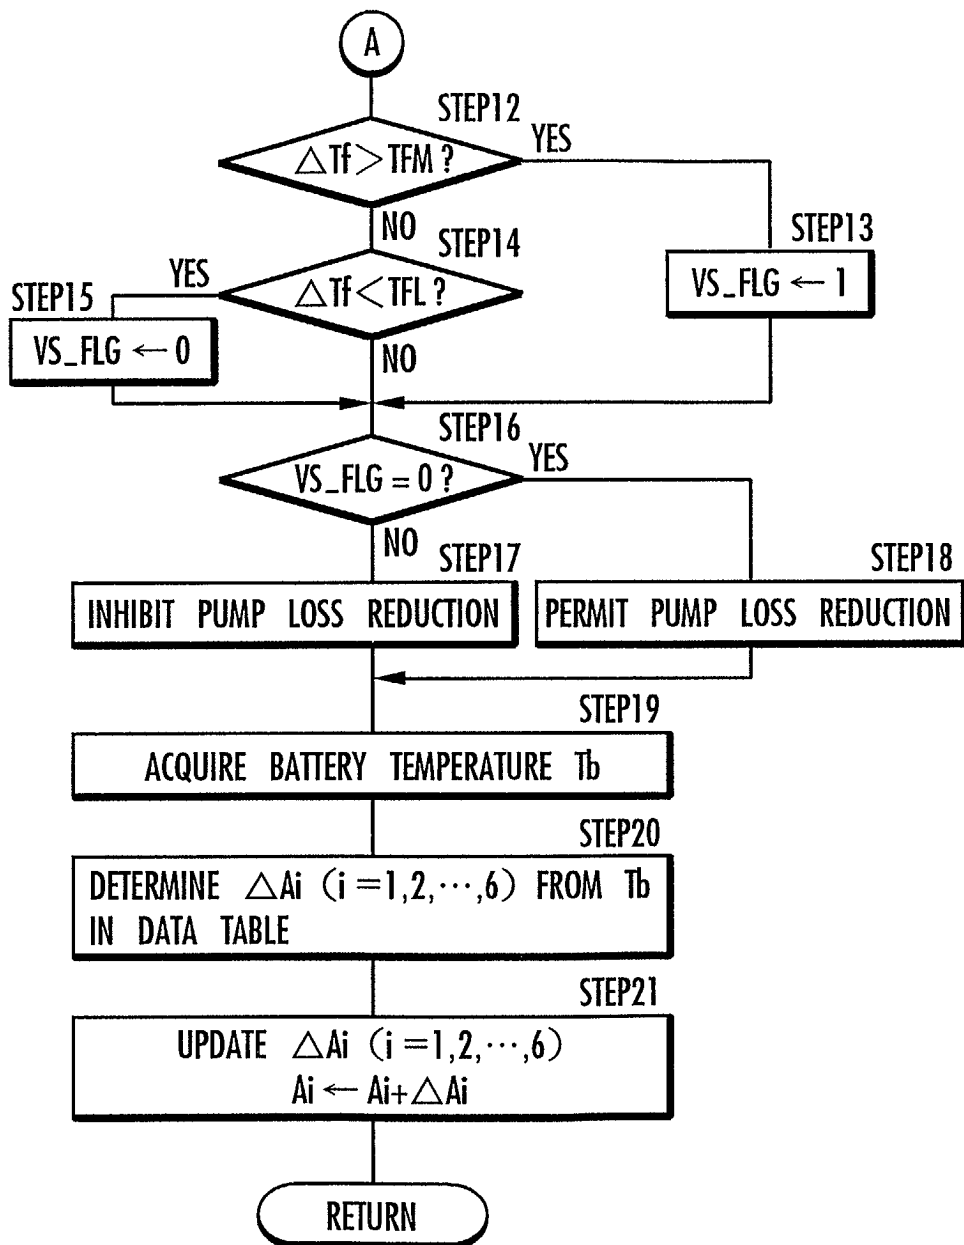 A
STEP12
△Tf>TFM?
YES
NO
STEP13
VS_FLG ← 1
STEP14
△Tf<TFL?
YES
NO
STEP15
VS_FLG ← 0
STEP16
VS_FLG = 0?
YES
NO
STEP17
INHIBIT PUMP LOSS REDUCTION
STEP18
PERMIT PUMP LOSS REDUCTION
STEP19
ACQUIRE BATTERY TEMPERATURE Tb
STEP20
DETERMINE △Ai (i=1,2,···,6) FROM Tb
IN DATA TABLE
STEP21
UPDATE △Ai (i=1,2,···,6)
Ai ← Ai+△Ai
RETURN